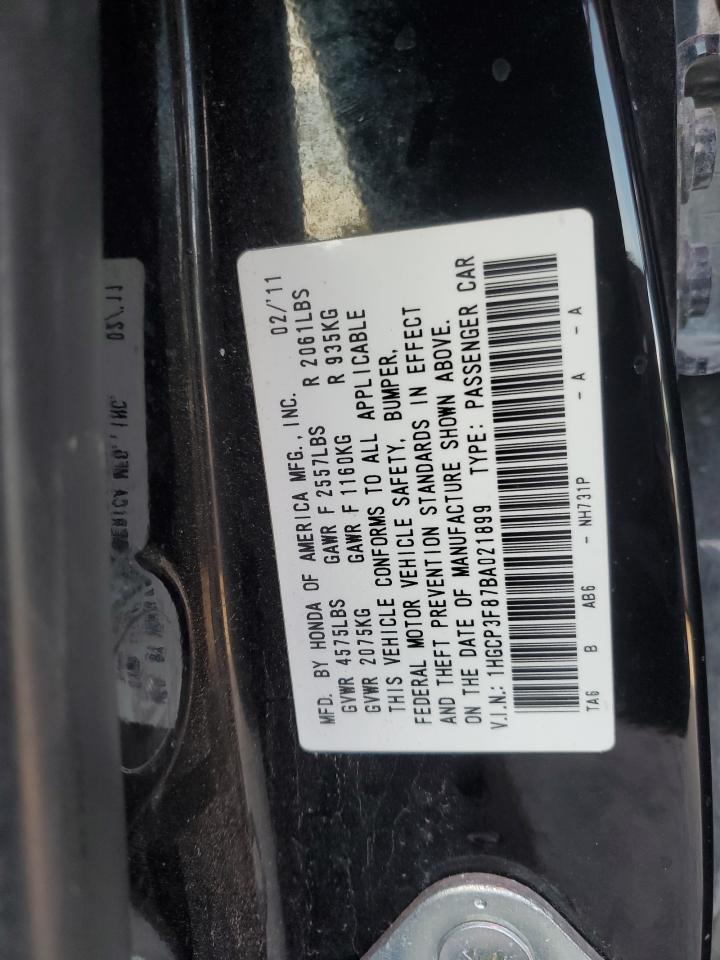 MFD. BY HONDA OF AMERICA MFG., INC. 02/'11
GVWR 4575LBS GAWR F 2557LBS R 2061LBS
GVWR 2075KG GAWR F 1160KG R 935KG
THIS VEHICLE CONFORMS TO ALL APPLICABLE
FEDERAL MOTOR VEHICLE SAFETY, BUMPER,
AND THEFT PREVENTION STANDARDS IN EFFECT
ON THE DATE OF MANUFACTURE SHOWN ABOVE.
V.I.N.: 1HGCP3F87BA021899 TYPE: PASSENGER CAR
TA6 B AB6 - NH731P - A - A